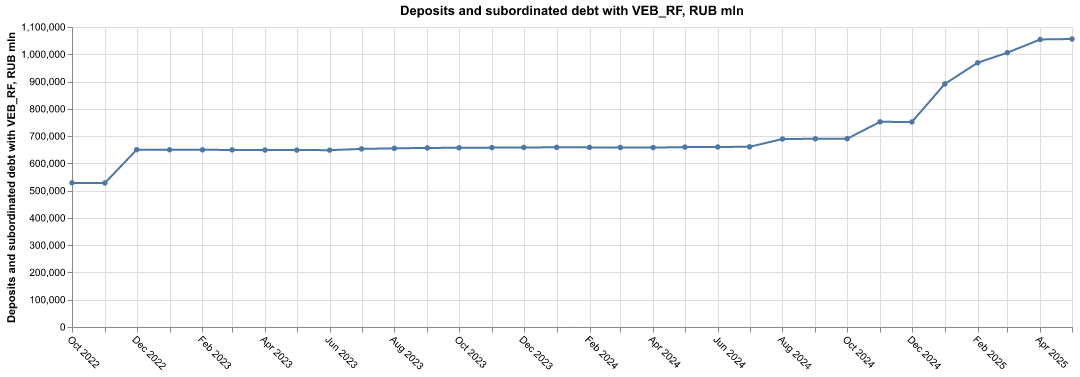 Deposits and subordinated debt with VEB_RF, RUB mln
Deposits and subordinated debt with VEB_RF, RUB mln
1,100,000
1,000,000
900,000
800,000
700,000
600,000
500,000
400,000
300,000
200,000
100,000
0
Oct 2022
Dec 2022
Feb 2023
Apr 2023
Jun 2023
Aug 2023
Oct 2023
Dec 2023
Feb 2024
Apr 2024
Jun 2024
Aug 2024
Oct 2024
Dec 2024
Feb 2025
Apr 2025